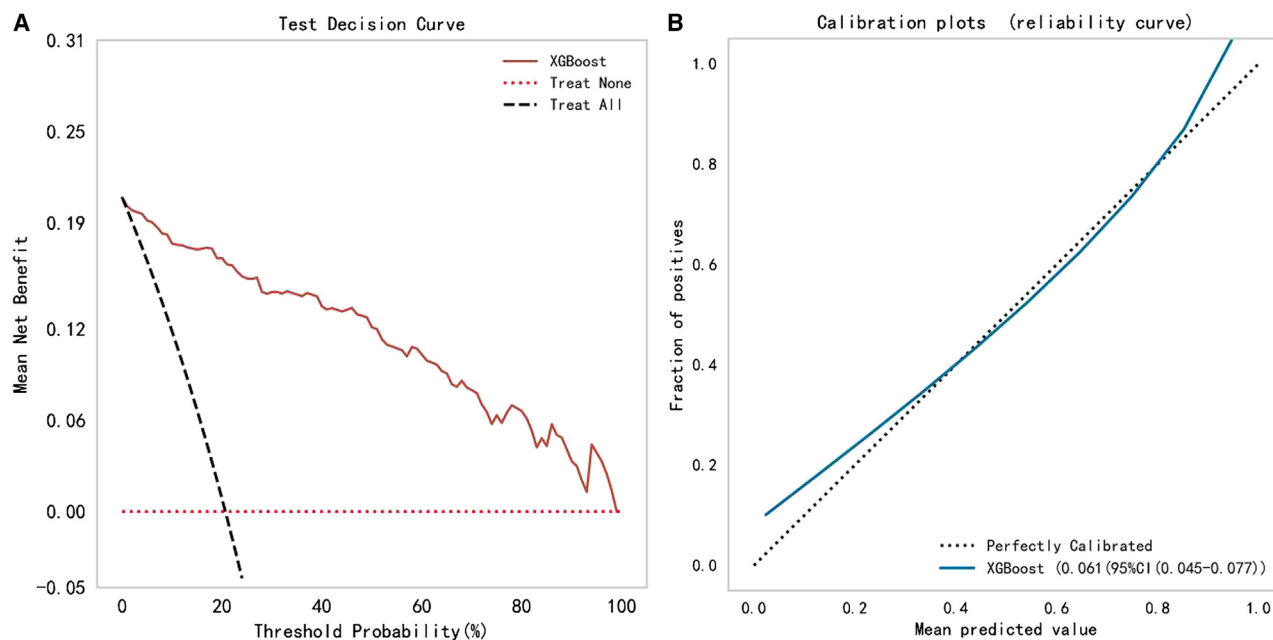 A
Test Decision Curve
0.31
0.25
0.19
0.12
0.06
0.00
-0.05
Mean Net Benefit
XGBoost
Treat None
Treat All
0 20 40 60 80 100
Threshold Probability(%)
B
Calibration plots (reliability curve)
1.0
0.8
0.6
0.4
0.2
0.0
Fraction of positives
Perfectly Calibrated
XGBoost (0.061(95%CI(0.045-0.077))
0.0 0.2 0.4 0.6 0.8 1.0
Mean predicted value